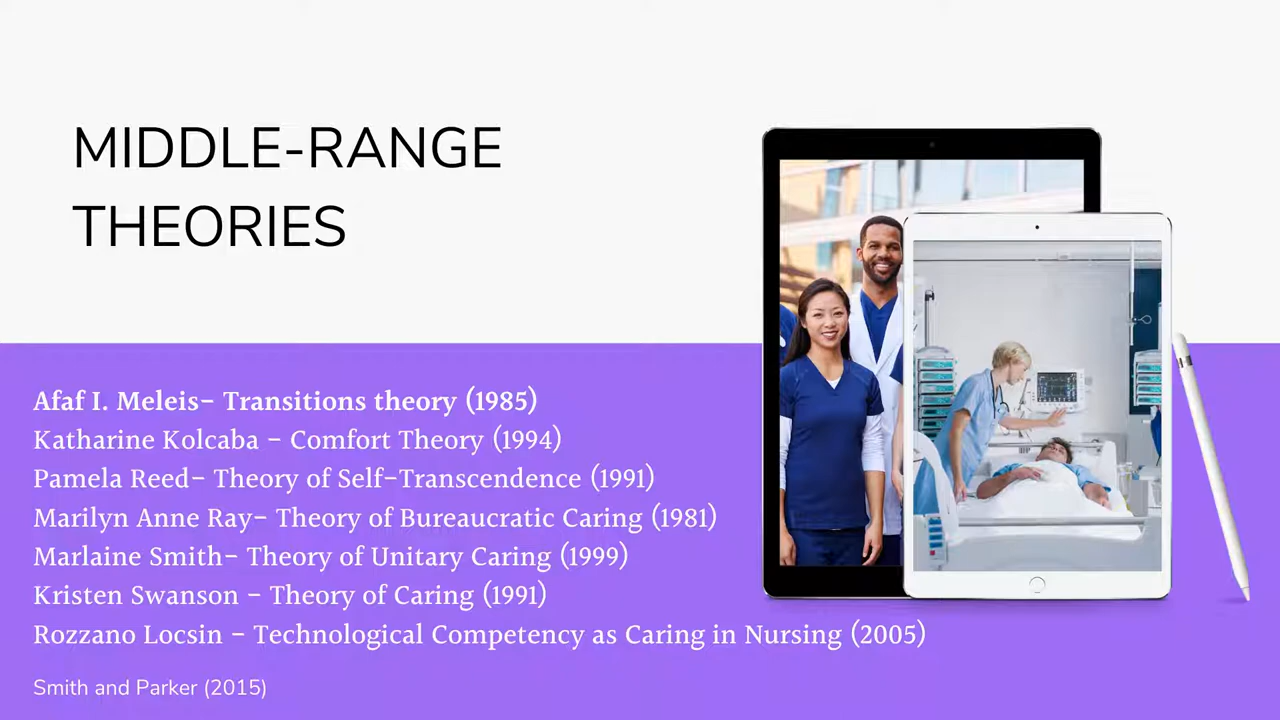 MIDDLE-RANGE
THEORIES
Afaf I. Meleis- Transitions theory (1985)
Katharine Kolcaba - Comfort Theory (1994)
Pamela Reed- Theory of Self-Transcendence (1991)
Marilyn Anne Ray- Theory of Bureaucratic Caring (1981)
Marlaine Smith- Theory of Unitary Caring (1999)
Kristen Swanson - Theory of Caring (1991)
Rozzano Locsin - Technological Competency as Caring in Nursing (2005)
Smith and Parker (2015)